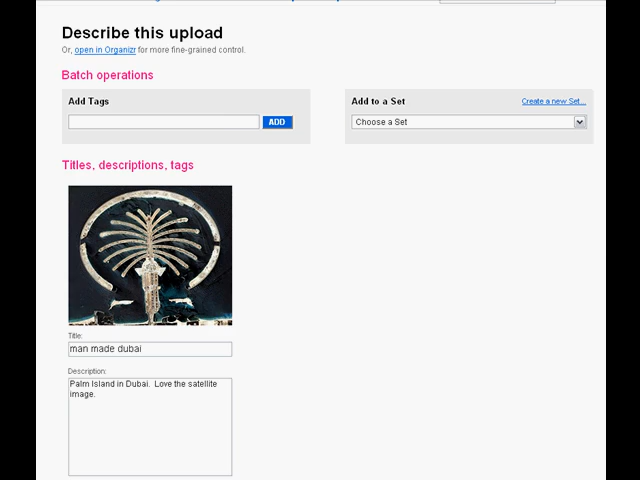 Describe this upload
Or, open in Organizr for more fine-grained control.
Batch operations
Add Tags
ADD
Add to a Set
Create a new Set...
Choose a Set
Titles, descriptions, tags
Title:
man made dubai
Description:
Palm Island in Dubai. Love the satellite
image.